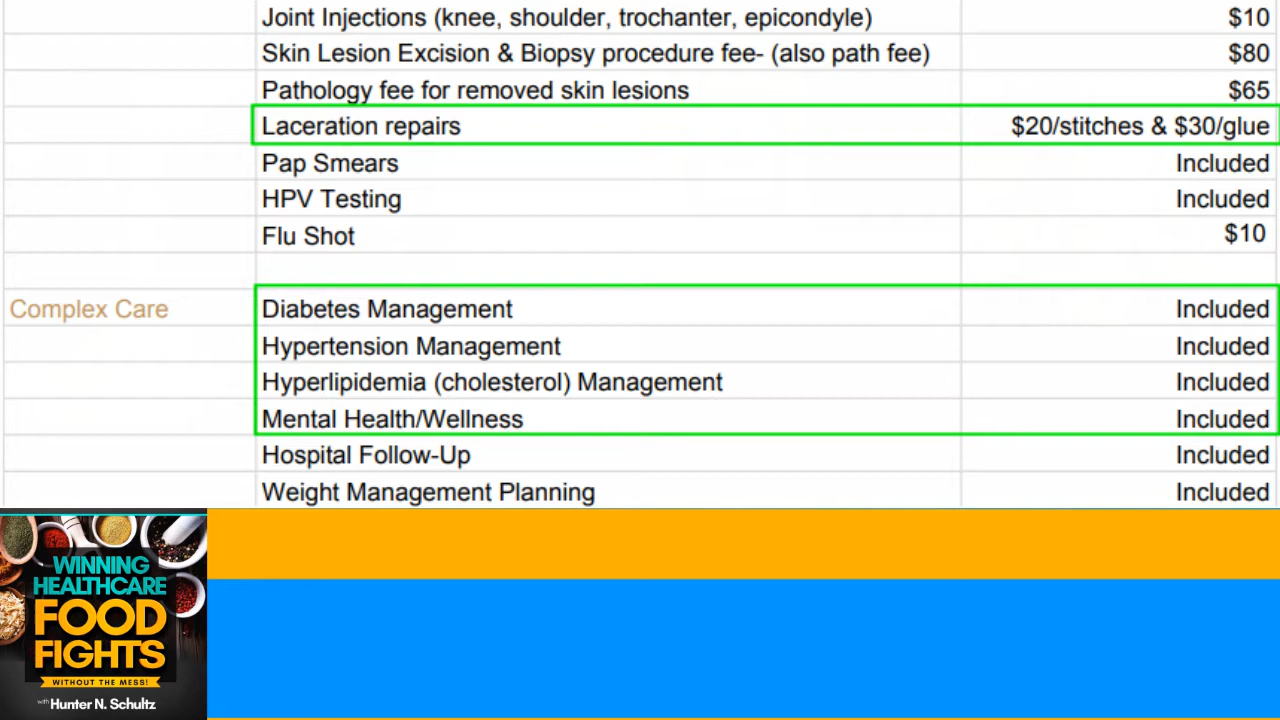 Joint Injections (knee, shoulder, trochanter, epicondyle) $10
Skin Lesion Excision & Biopsy procedure fee- (also path fee) $80
Pathology fee for removed skin lesions $65
Laceration repairs $20/stitches & $30/glue
Pap Smears Included
HPV Testing Included
Flu Shot $10
Complex Care Diabetes Management Included
Hypertension Management Included
Hyperlipidemia (cholesterol) Management Included
Mental Health/Wellness Included
Hospital Follow-Up Included
Weight Management Planning Included
WINNING
HEALTHCARE
FOOD
FIGHTS
WITHOUT THE MESS!
with Hunter N. Schultz